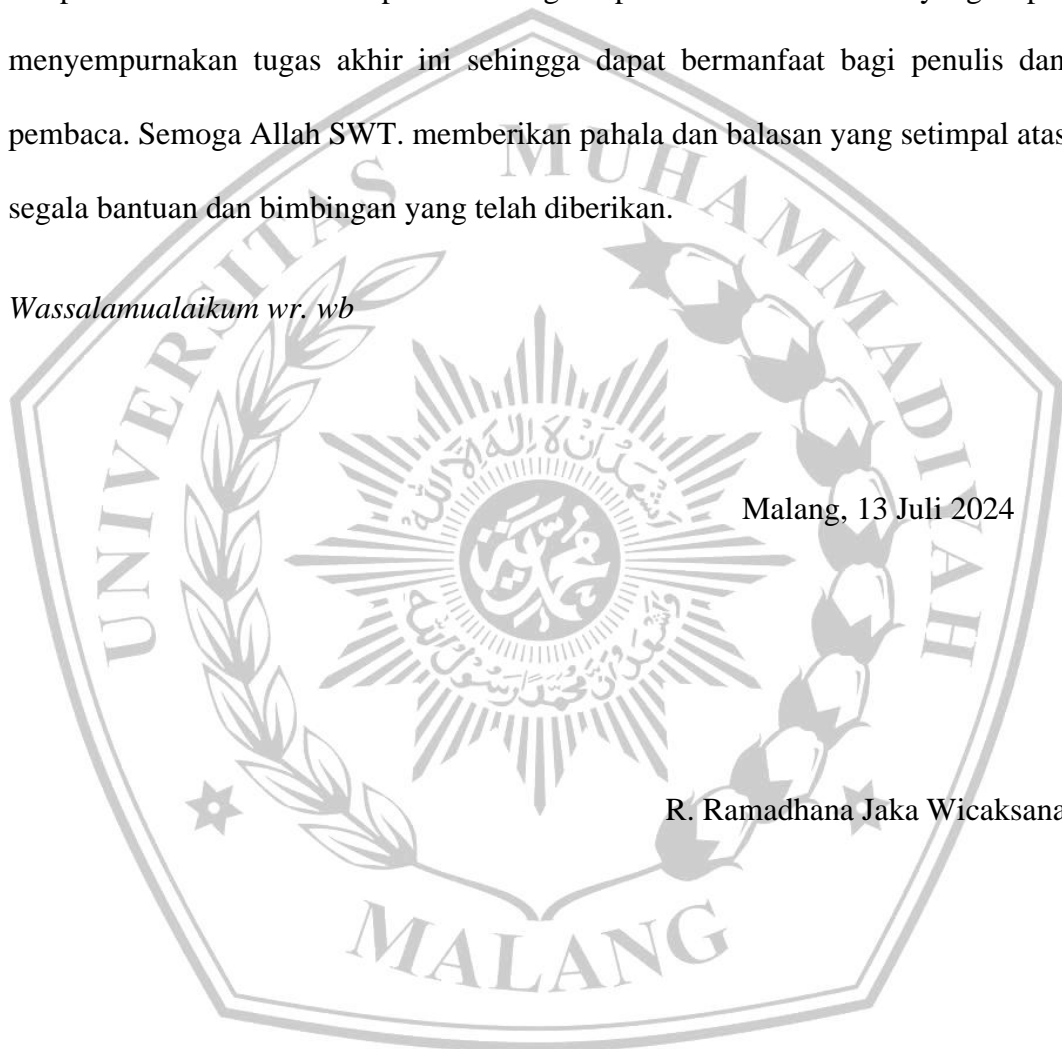 menyempurnakan tugas akhir ini sehingga dapat bermanfaat bagi penulis dan
pembaca. Semoga Allah SWT. memberikan pahala dan balasan yang setimpal atas
segala bantuan dan bimbingan yang telah diberikan.
Wassalamualaikum wr. wb
Malang, 13 Juli 2024
R. Ramadhana Jaka Wicaksana
UNIVERSITAS MUHAMMADIYAH
MALANG